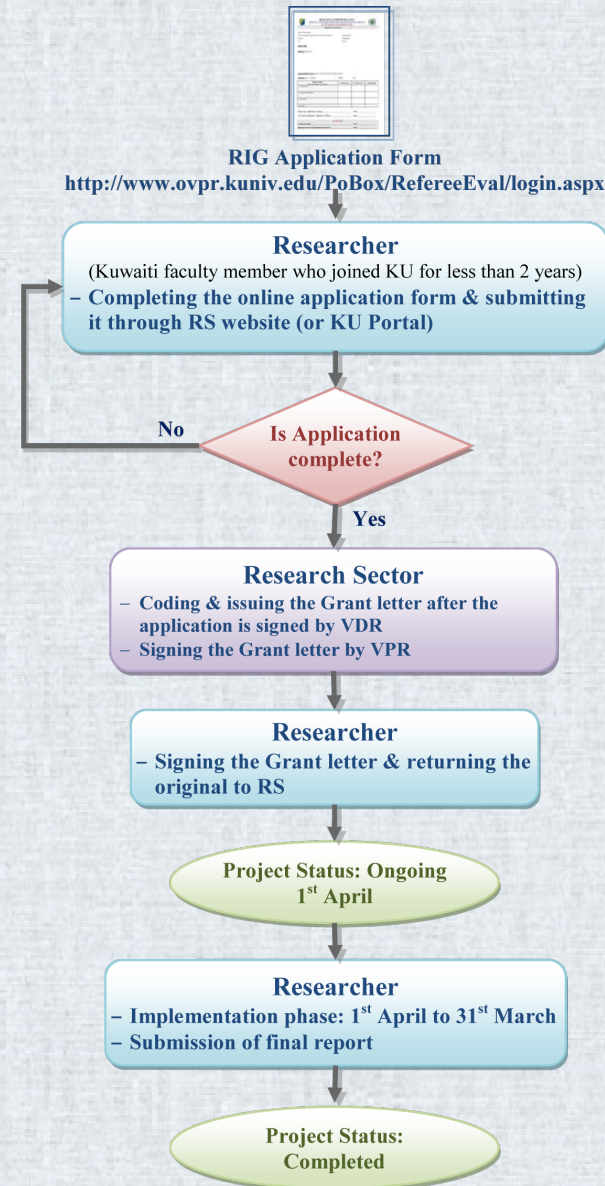 RIG Application Form
http://www.ovpr.kuniv.edu/PoBox/RefereeEval/login.aspx
Researcher
(Kuwaiti faculty member who joined KU for less than 2 years)
– Completing the online application form & submitting
it through RS website (or KU Portal)
No
Is Application
complete?
Yes
Research Sector
– Coding & issuing the Grant letter after the
application is signed by VDR
– Signing the Grant letter by VPR
Researcher
– Signing the Grant letter & returning the
original to RS
Project Status: Ongoing
1st April
Researcher
– Implementation phase: 1st April to 31st March
– Submission of final report
Project Status:
Completed